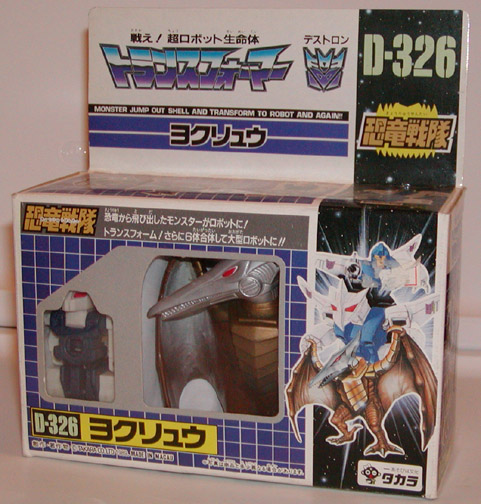 戦え！超ロボット生命体
トランスフォーマー
デストロン
D-326
MONSTER JUMP OUT SHELL AND TRANSFORM TO ROBOT AND AGAIN!!
ヨクリュウ
恐竜戦隊
恐竜戦隊
恐竜から飛び出したモンスターがロボットに！
トランスフォーム！さらに6体合体して大型ロボットに!!
D-326 ヨクリュウ
タカラ